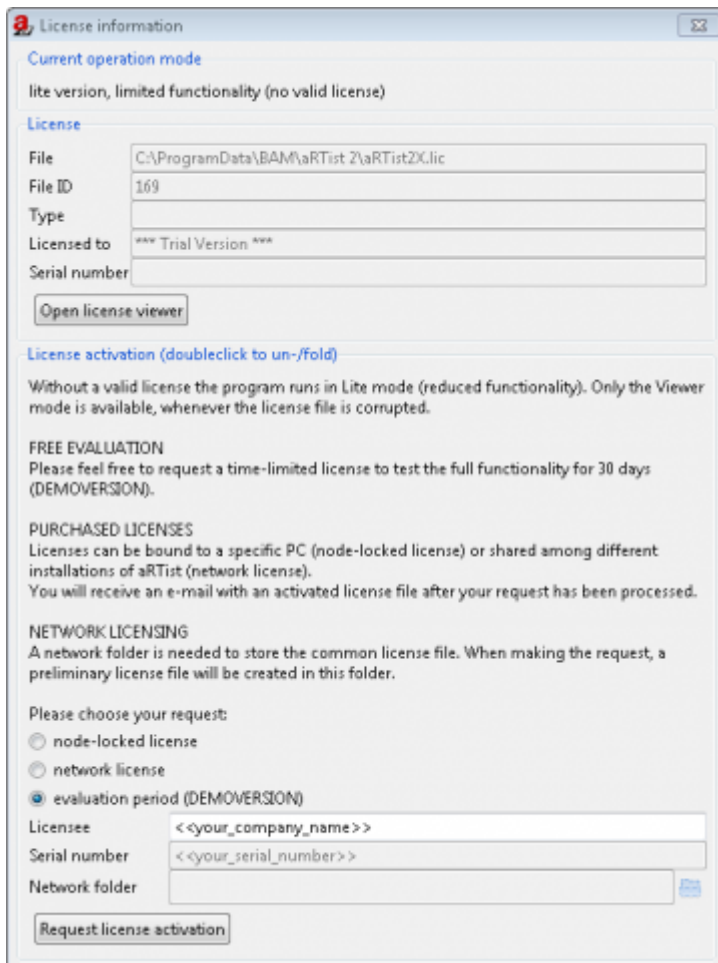 License information
Current operation mode
lite version, limited functionality (no valid license)
License
File C:\ProgramData\BAM\aRTist 2\aRTist2X.lic
File ID 169
Type
Licensed to *** Trial Version ***
Serial number
Open license viewer
License activation (doubleclick to un-/fold)
Without a valid license the program runs in Lite mode (reduced functionality). Only the Viewer
mode is available, whenever the license file is corrupted.
FREE EVALUATION
Please feel free to request a time-limited license to test the full functionality for 30 days
(DEMOVERSION).
PURCHASED LICENSES
Licenses can be bound to a specific PC (node-locked license) or shared among different
installations of aRTist (network license).
You will receive an e-mail with an activated license file after your request has been processed.
NETWORK LICENSING
A network folder is needed to store the common license file. When making the request, a
preliminary license file will be created in this folder.
Please choose your request:
node-locked license
network license
evaluation period (DEMOVERSION)
Licensee <<your_company_name>>
Serial number <<your_serial_number>>
Network folder
Request license activation